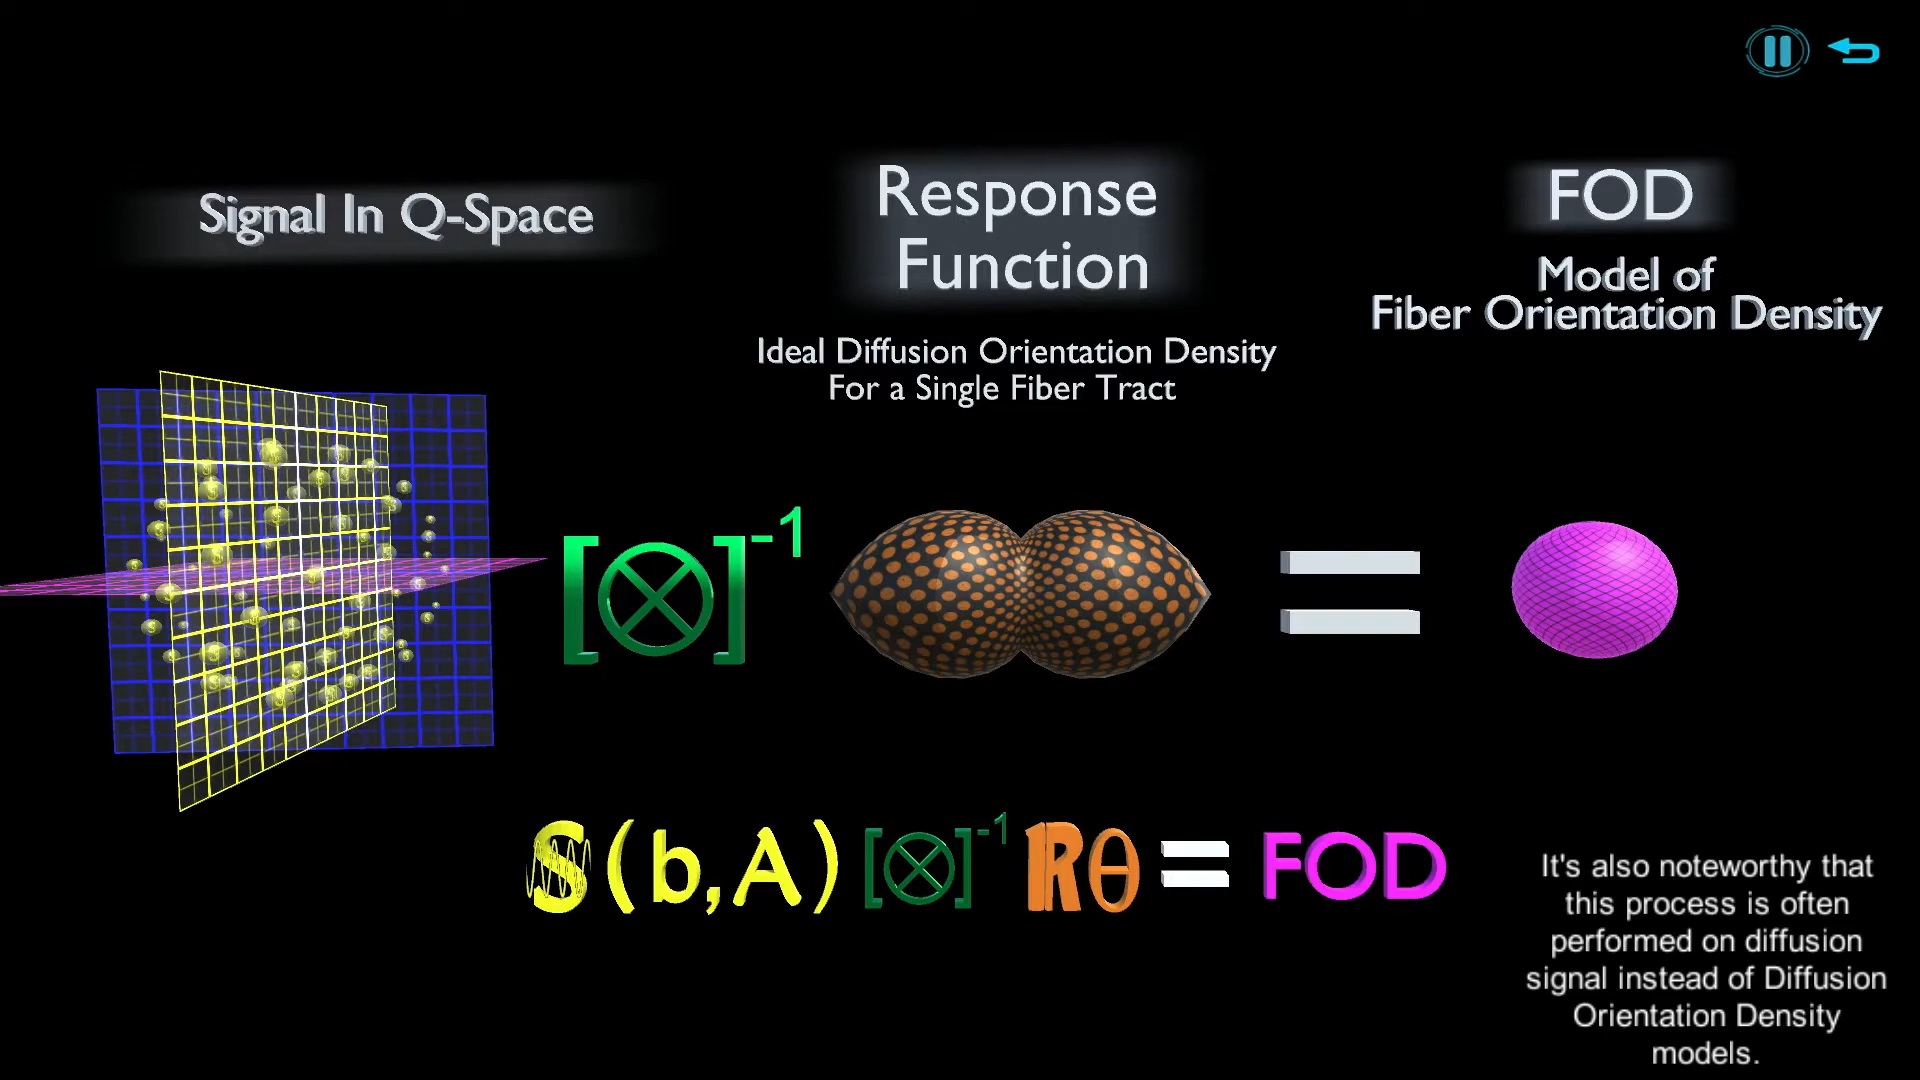 Signal In Q-Space
Response
Function
Ideal Diffusion Orientation Density
For a Single Fiber Tract
FOD
Model of
Fiber Orientation Density
[⊗]⁻¹
=
S(b,A) [⊗]⁻¹ Rθ = FOD
It's also noteworthy that
this process is often
performed on diffusion
signal instead of Diffusion
Orientation Density
models.